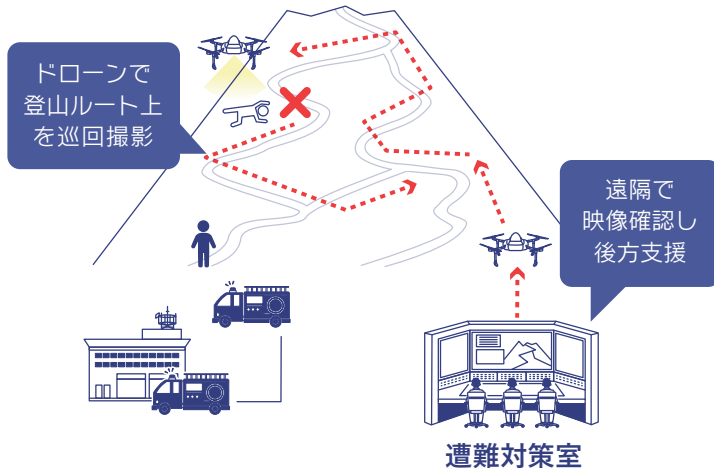 ドローンで
登山ルート上
を巡回撮影
遠隔で
映像確認し
後方支援
遭難対策室